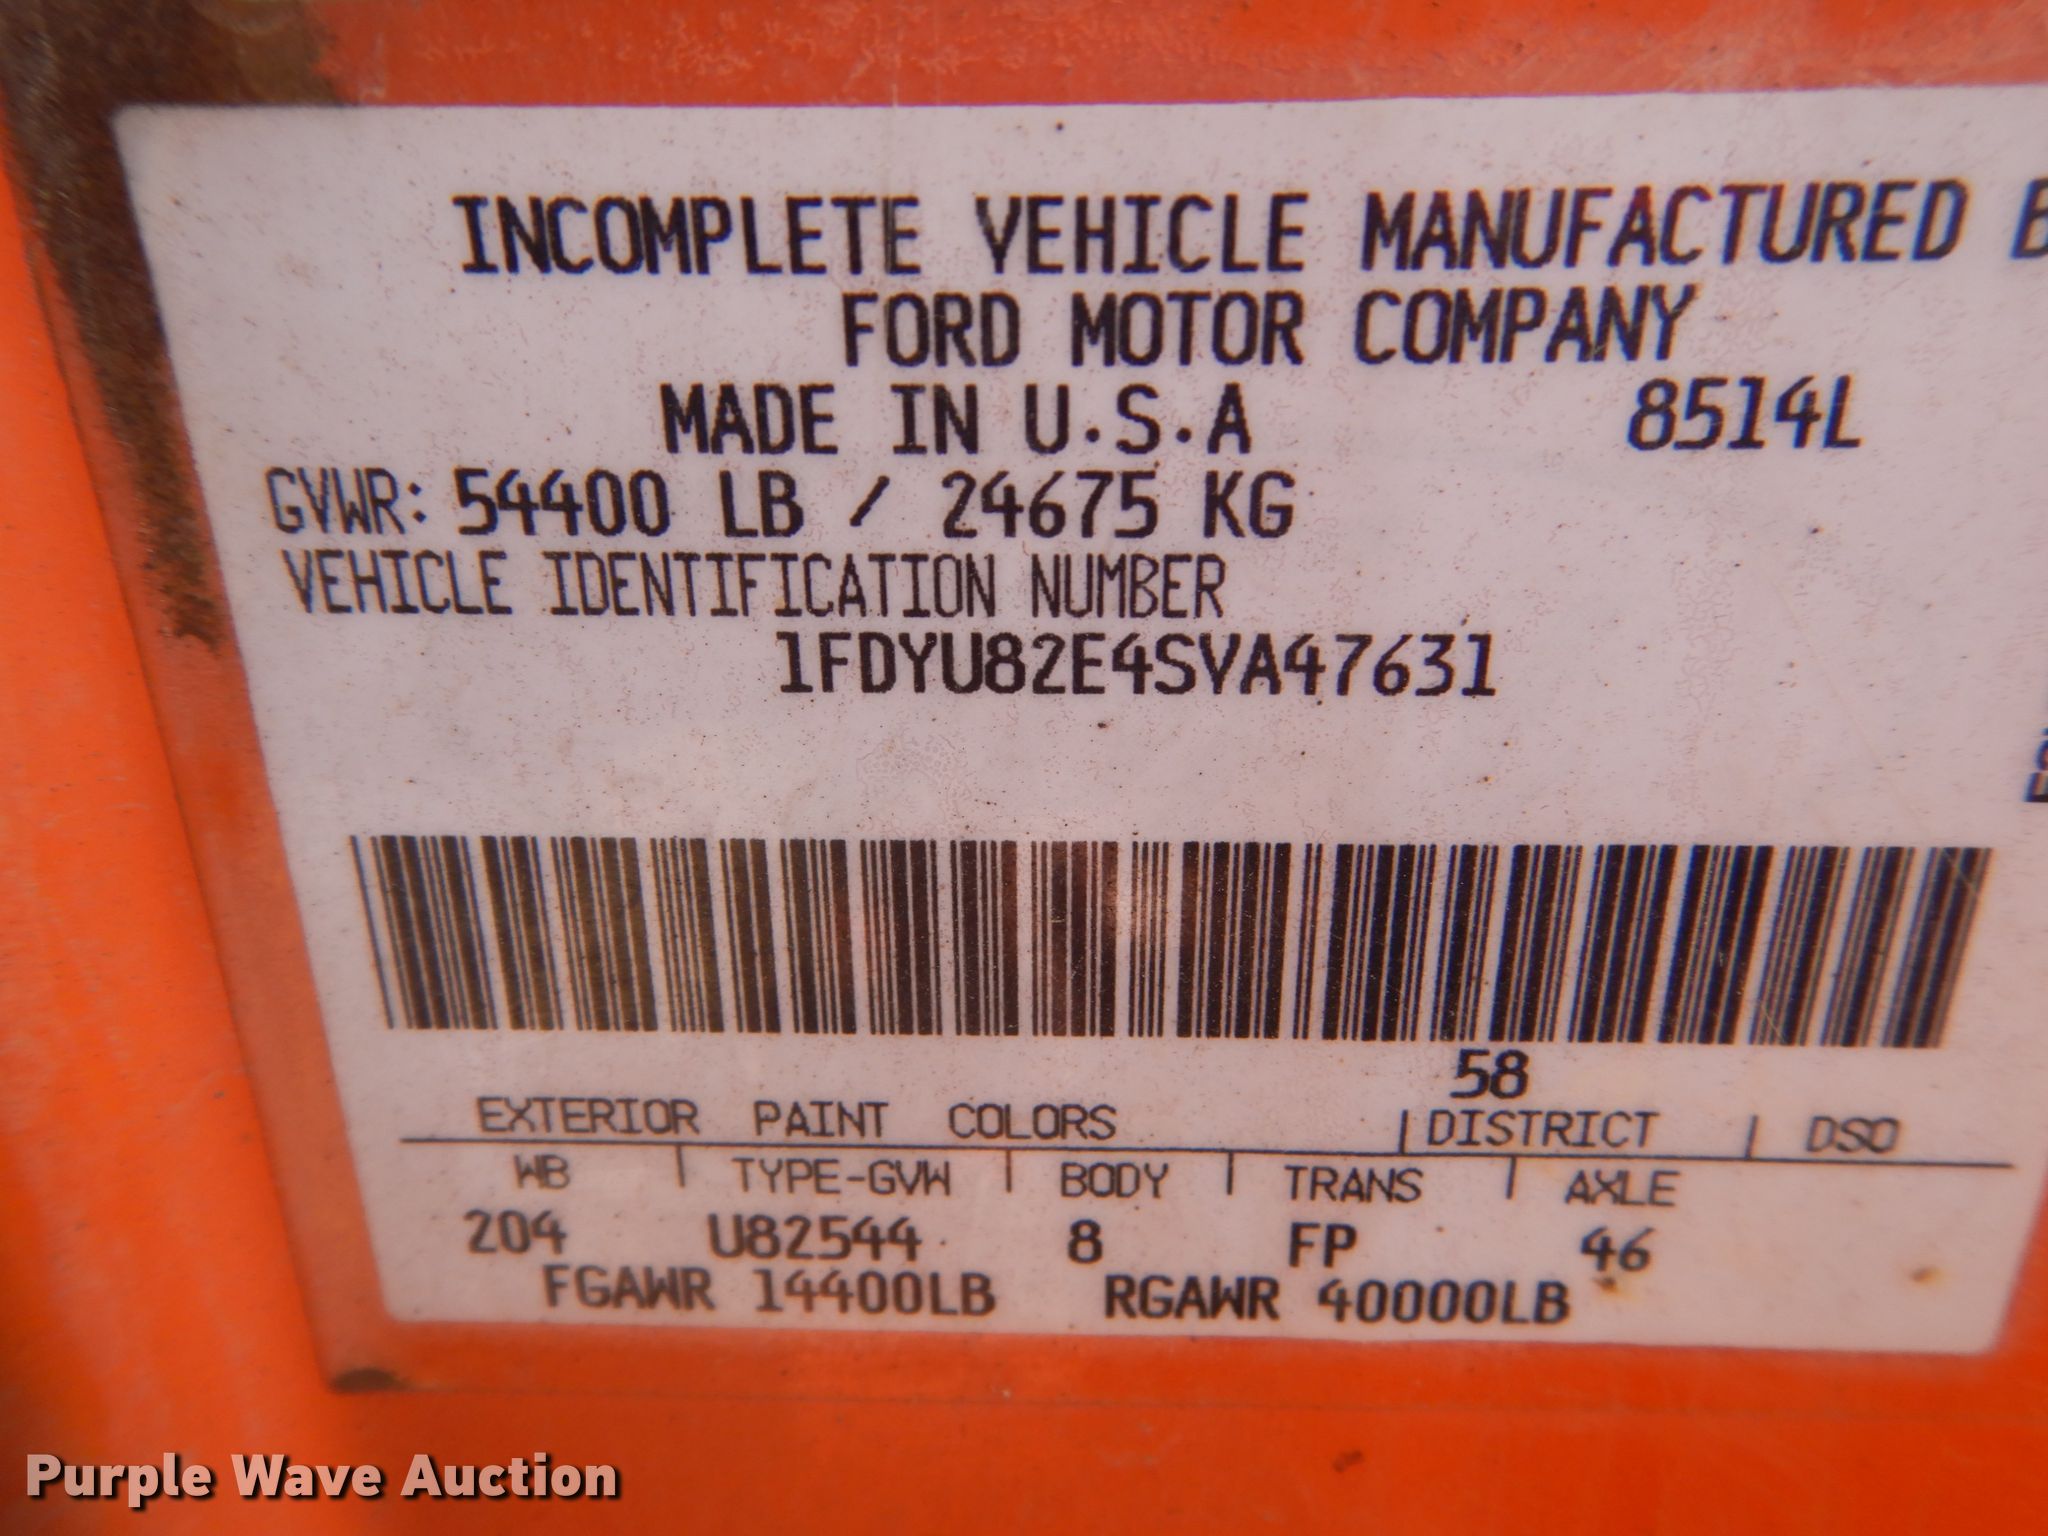 INCOMPLETE VEHICLE MANUFACTURED B
FORD MOTOR COMPANY
MADE IN U.S.A 8514L
GVWR: 54400 LB / 24675 KG
VEHICLE IDENTIFICATION NUMBER
1FDYU82E4SVA47631
58
EXTERIOR PAINT COLORS | DISTRICT | DSO
WB | TYPE-GVW | BODY | TRANS | AXLE
204 U82544 8 FP 46
FGAWR 14400LB RGAWR 40000LB
Purple Wave Auction